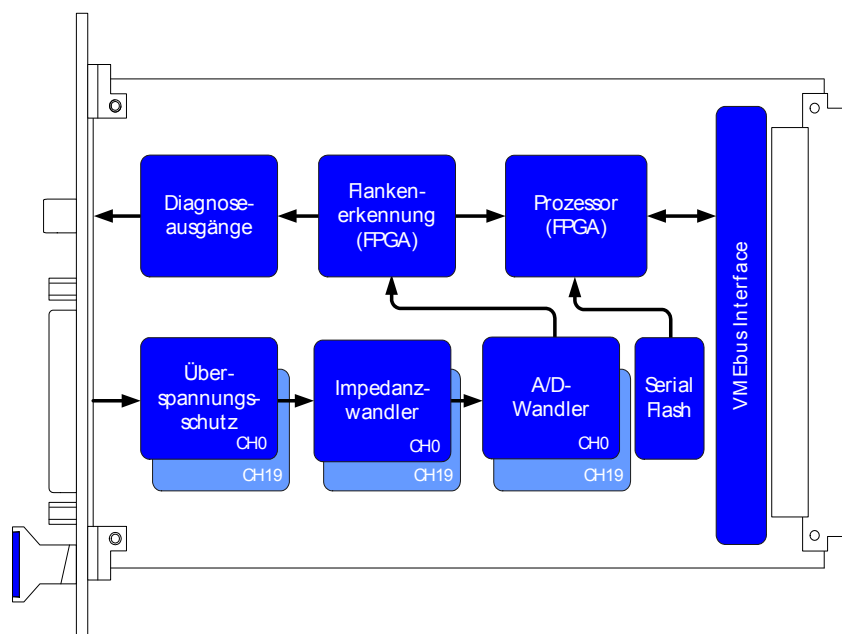 Diagnose-
ausgänge
Flanken-
erkennung
(FPGA)
Prozessor
(FPGA)
VMEbus Interface
Über-
spannungs-
schutz
CH0
CH19
Impedanz-
wandler
CH0
CH19
A/D-
Wandler
CH0
CH19
Serial
Flash